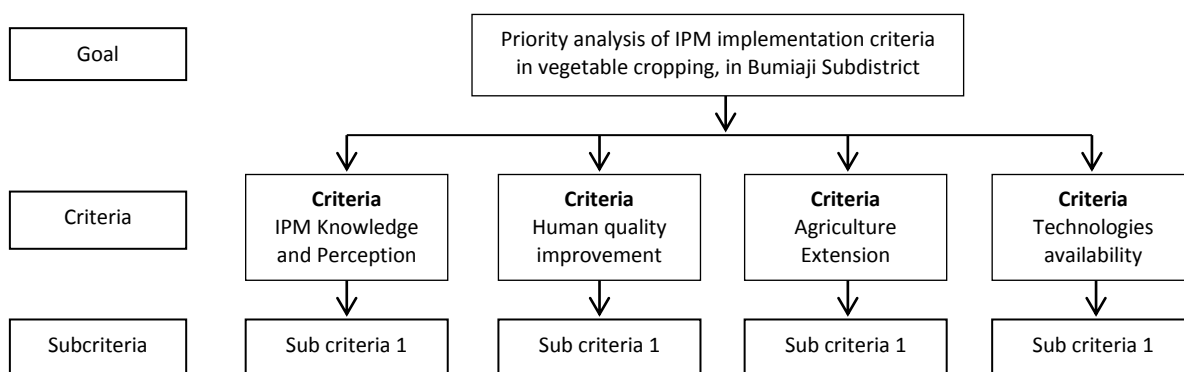 Goal
Priority analysis of IPM implementation criteria
in vegetable cropping, in Bumiaji Subdistrict
Criteria
Criteria
IPM Knowledge
and Perception
Criteria
Human quality
improvement
Criteria
Agriculture
Extension
Criteria
Technologies
availability
Subcriteria
Sub criteria 1
Sub criteria 1
Sub criteria 1
Sub criteria 1